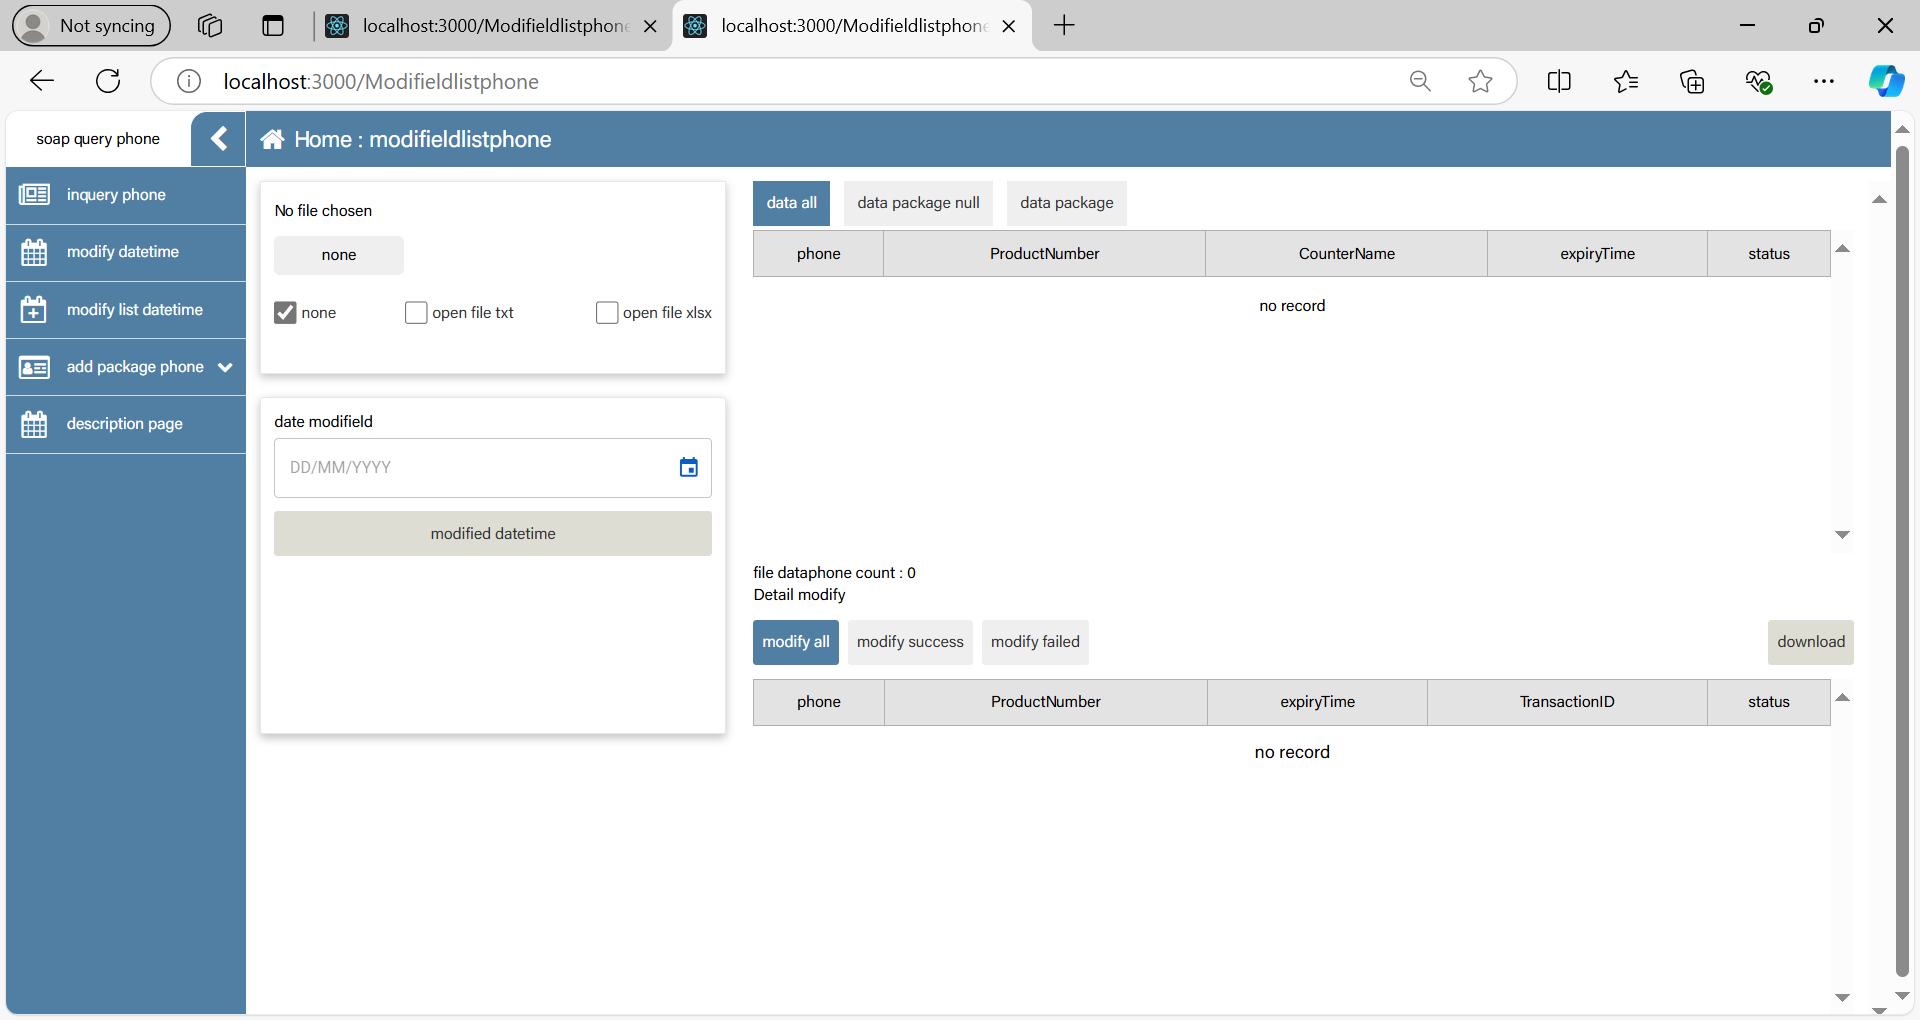 Not syncing
localhost:3000/Modifieldlistphone
localhost:3000/Modifieldlistphone
localhost:3000/Modifieldlistphone
soap query phone
Home : modifieldlistphone
inquery phone
modify datetime
modify list datetime
add package phone
description page
No file chosen
none
none
open file txt
open file xlsx
date modifield
DD/MM/YYYY
modified datetime
data all
data package null
data package
phone ProductNumber CounterName expiryTime status
no record
file dataphone count : 0
Detail modify
modify all
modify success
modify failed
download
phone ProductNumber expiryTime TransactionID status
no record